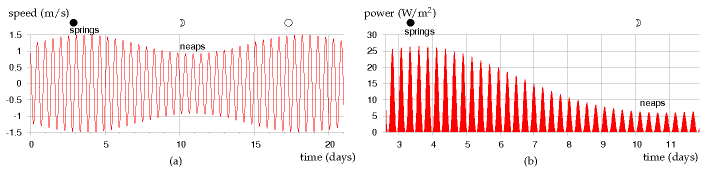 speed (m/s)
springs
neaps
1.5
1
0.5
0
-0.5
-1
-1.5
0 5 10 15 20
(a)
time (days)
power (W/m²)
springs
neaps
30
25
20
15
10
5
0
3 4 5 6 7 8 9 10 11
(b)
time (days)